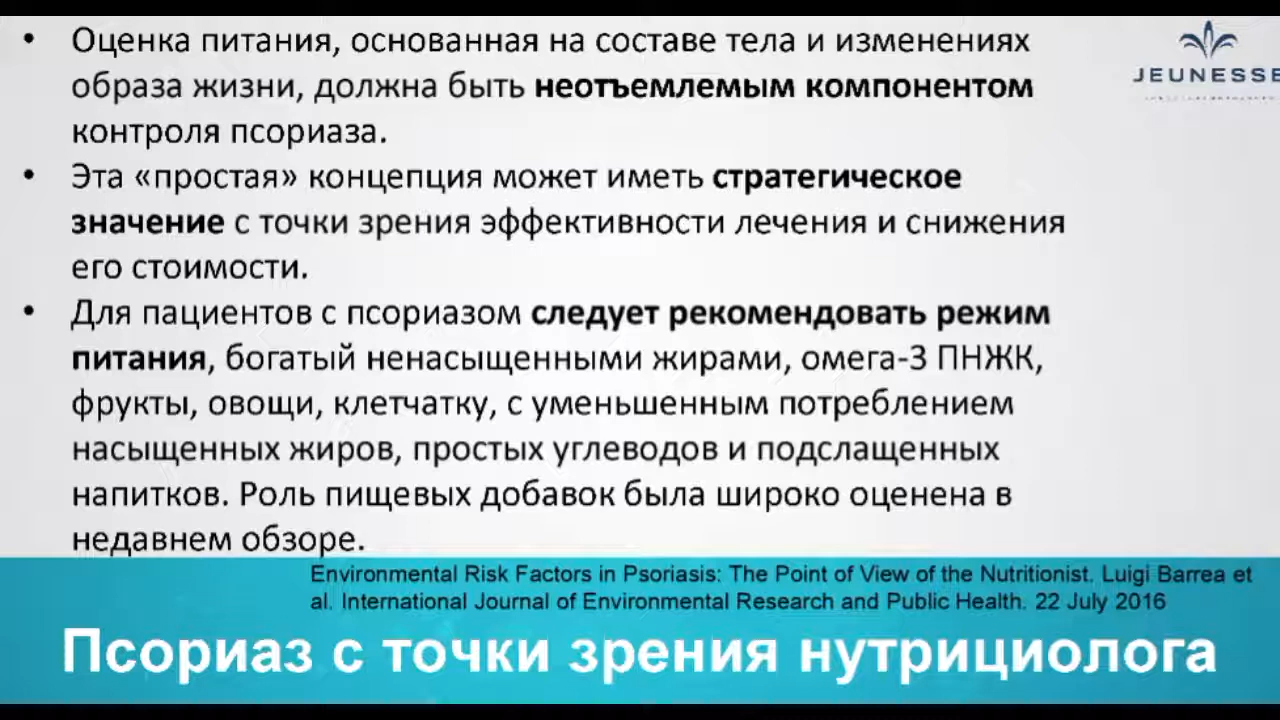 • Оценка питания, основанная на составе тела и изменениях
образа жизни, должна быть неотъемлемым компонентом
контроля псориаза.
• Эта «простая» концепция может иметь стратегическое
значение с точки зрения эффективности лечения и снижения
его стоимости.
• Для пациентов с псориазом следует рекомендовать режим
питания, богатый ненасыщенными жирами, омега-3 ПНЖК,
фрукты, овощи, клетчатку, с уменьшенным потреблением
насыщенных жиров, простых углеводов и подслащенных
напитков. Роль пищевых добавок была широко оценена в
недавнем обзоре.
JEUNESSE
Environmental Risk Factors in Psoriasis: The Point of View of the Nutritionist. Luigi Barrea et
al. International Journal of Environmental Research and Public Health. 22 July 2016
Псориаз с точки зрения нутрициолога